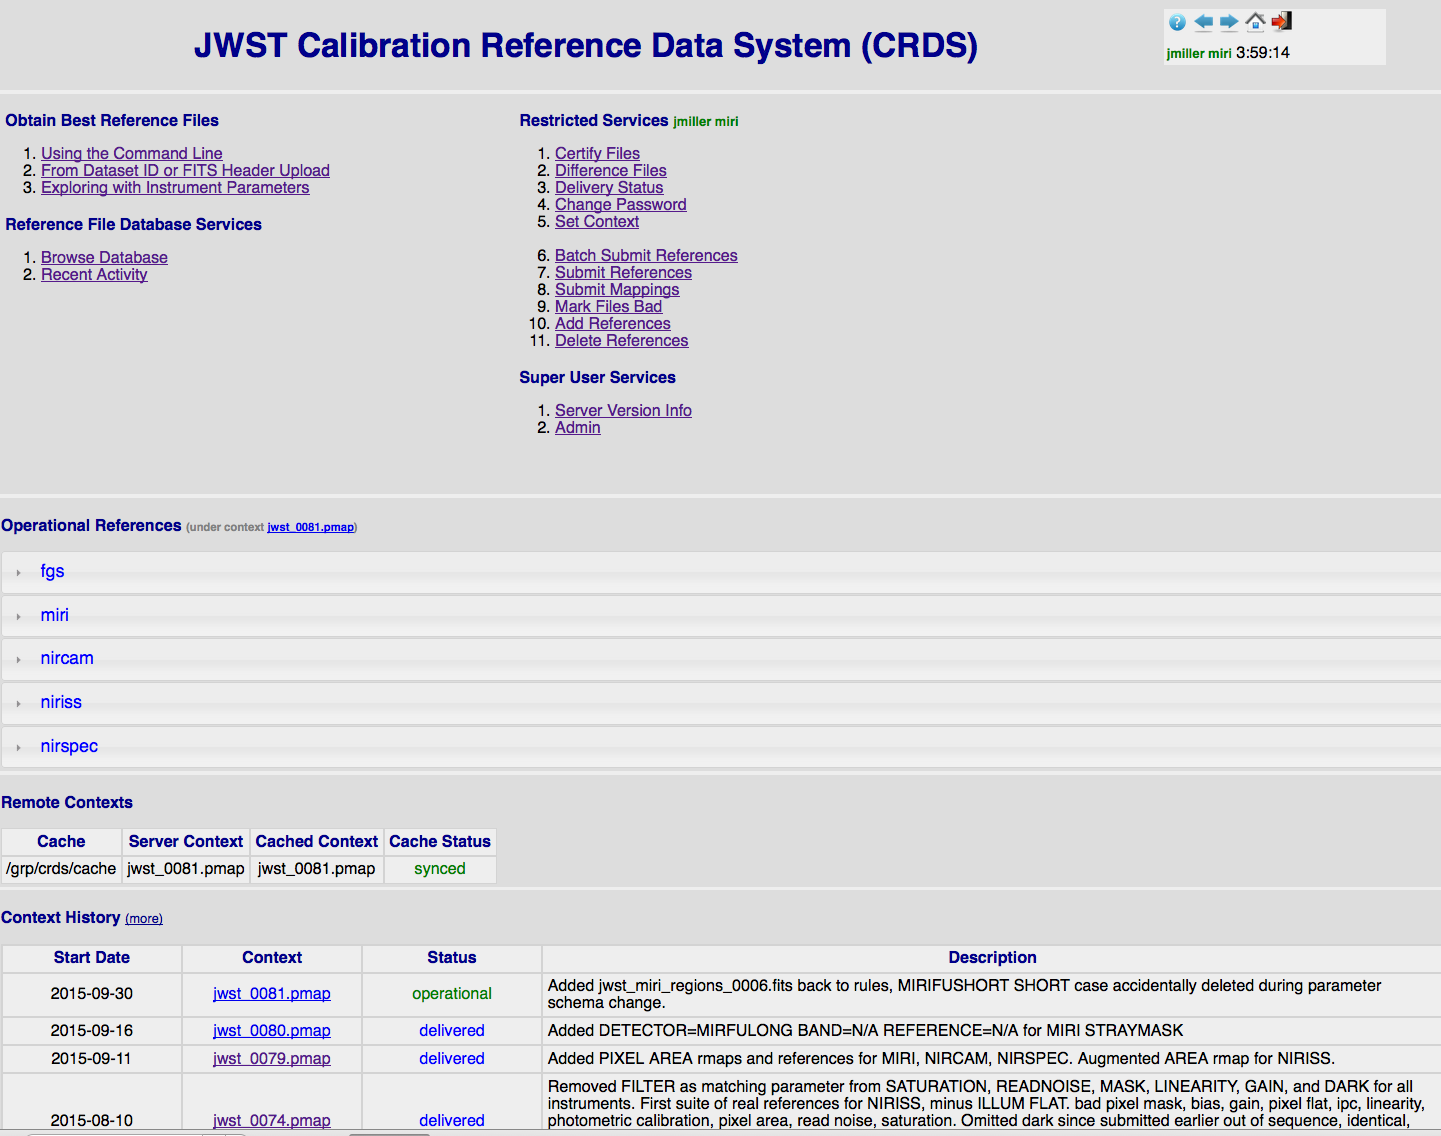 JWST Calibration Reference Data System (CRDS)
jmiller miri 3:59:14
Obtain Best Reference Files
1. Using the Command Line
2. From Dataset ID or FITS Header Upload
3. Exploring with Instrument Parameters
Reference File Database Services
1. Browse Database
2. Recent Activity
Restricted Services jmiller miri
1. Certify Files
2. Difference Files
3. Delivery Status
4. Change Password
5. Set Context
6. Batch Submit References
7. Submit References
8. Submit Mappings
9. Mark Files Bad
10. Add References
11. Delete References
Super User Services
1. Server Version Info
2. Admin
Operational References (under context jwst_0081.pmap)
fgs
miri
nircam
niriss
nirspec
Remote Contexts
Cache Server Context Cached Context Cache Status
/grp/crds/cache jwst_0081.pmap jwst_0081.pmap synced
Context History (more)
Start Date Context Status Description
2015-09-30 jwst_0081.pmap operational Added jwst_miri_regions_0006.fits back to rules, MIRIFUSHORT SHORT case accidentally deleted during parameter
schema change.
2015-09-16 jwst_0080.pmap delivered Added DETECTOR=MIRFULONG BAND=N/A REFERENCE=N/A for MIRI STRAYMASK
2015-09-11 jwst_0079.pmap delivered Added PIXEL AREA rmaps and references for MIRI, NIRCAM, NIRSPEC. Augmented AREA rmap for NIRISS.
Removed FILTER as matching parameter from SATURATION, READNOISE, MASK, LINEARITY, GAIN, and DARK for all
instruments. First suite of real references for NIRISS, minus ILLUM FLAT. bad pixel mask, bias, gain, pixel flat, ipc, linearity,
2015-08-10 jwst_0074.pmap delivered photometric calibration, pixel area, read noise, saturation. Omitted dark since submitted earlier out of sequence, identical,